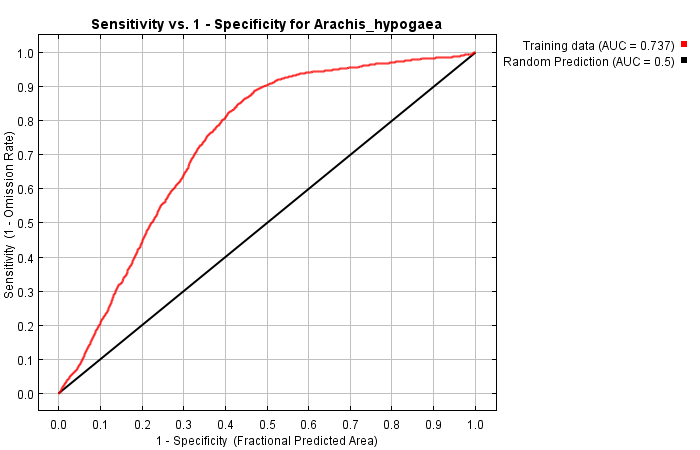 Sensitivity vs. 1 - Specificity for Arachis_hypogaea
Training data (AUC = 0.737)
Random Prediction (AUC = 0.5)
Sensitivity (1 - Omission Rate)
1.0
0.9
0.8
0.7
0.6
0.5
0.4
0.3
0.2
0.1
0.0
0.0 0.1 0.2 0.3 0.4 0.5 0.6 0.7 0.8 0.9 1.0
1 - Specificity (Fractional Predicted Area)